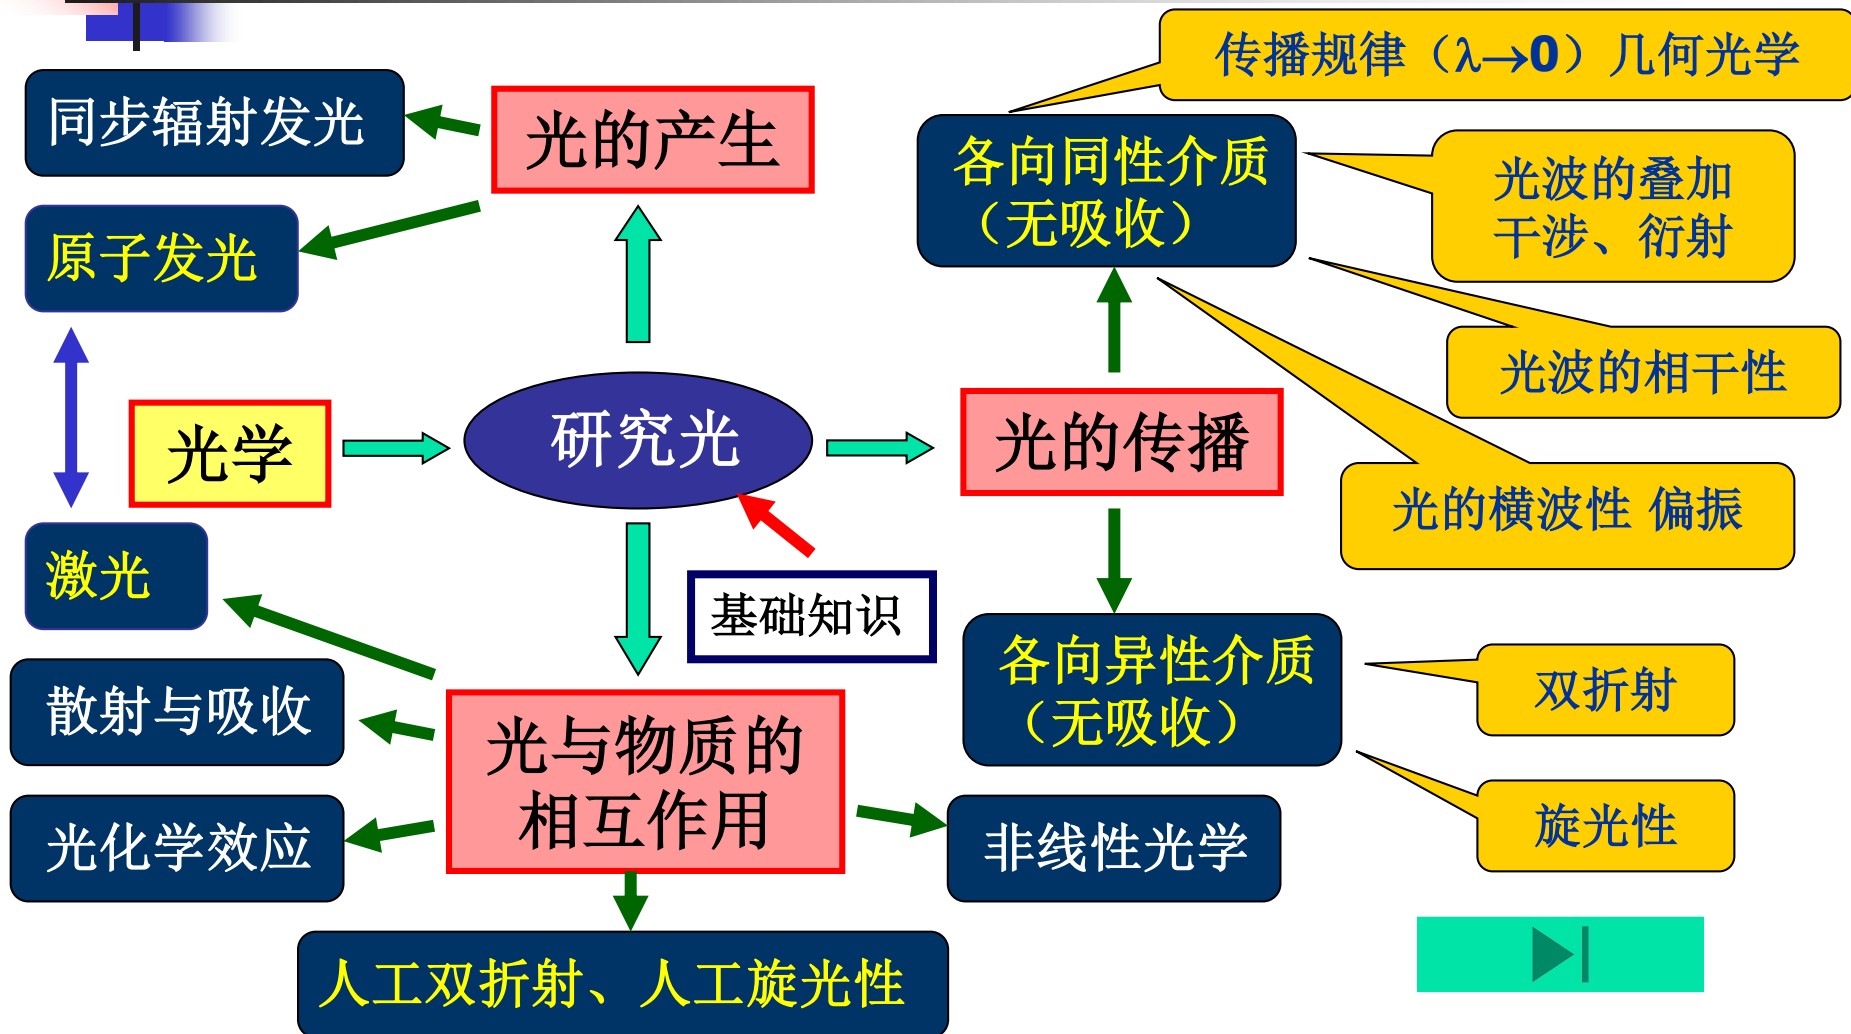 传播规律（λ→0）几何光学
同步辐射发光
光的产生
各向同性介质
（无吸收）
光波的叠加
干涉、衍射
原子发光
光波的相干性
光学
研究光
光的传播
光的横波性 偏振
激光
基础知识
各向异性介质
（无吸收）
双折射
散射与吸收
光与物质的
相互作用
旋光性
光化学效应
非线性光学
人工双折射、人工旋光性